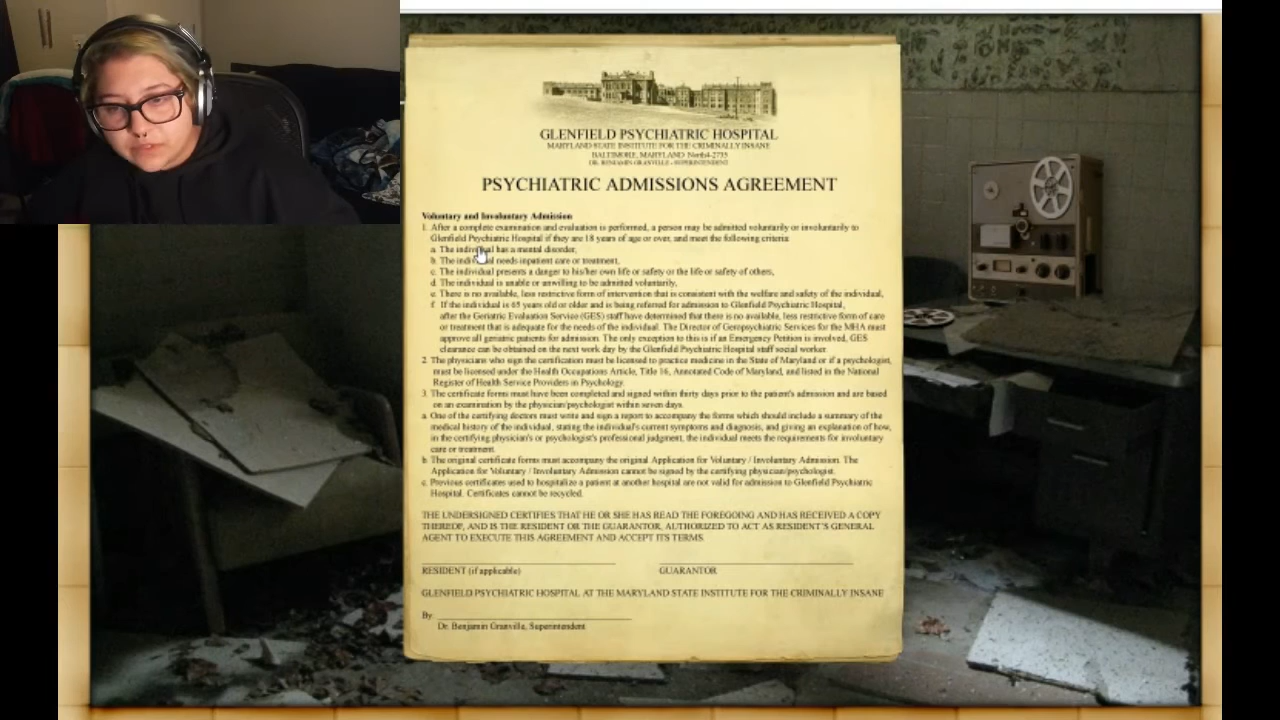 GLENFIELD PSYCHIATRIC HOSPITAL
MARYLAND STATE INSTITUTE FOR THE CRIMINALLY INSANE
BALTIMORE, MARYLAND North4-2735
DR. BENJAMIN GRANVILLE - SUPERINTENDENT
PSYCHIATRIC ADMISSIONS AGREEMENT
Voluntary and Involuntary Admission
1. After a complete examination and evaluation is performed, a person may be admitted voluntarily or involuntarily to
Glenfield Psychiatric Hospital if they are 18 years of age or over, and meet the following criteria:
a. The individual has a mental disorder,
b. The individual needs inpatient care or treatment,
c. The individual presents a danger to his/her own life or safety or the life or safety of others,
d. The individual is unable or unwilling to be admitted voluntarily,
e. There is no available, less restrictive form of intervention that is consistent with the welfare and safety of the individual,
f. If the individual is 65 years old or older and is being referred for admission to Glenfield Psychiatric Hospital,
after the Geriatric Evaluation Service (GES) staff have determined that there is no available, less restrictive form of care
or treatment that is adequate for the needs of the individual. The Director of Geropsychiatric Services for the MHA must
approve all geriatric patients for admission. The only exception to this is if an Emergency Petition is involved, GES
clearance can be obtained on the next work day by the Glenfield Psychiatric Hospital staff social worker.
2. The physicians who sign the certification must be licensed to practice medicine in the State of Maryland or if a psychologist,
must be licensed under the Health Occupations Article, Title 16, Annotated Code of Maryland, and listed in the National
Register of Health Service Providers in Psychology.
3. The certificate forms must have been completed and signed within thirty days prior to the patient's admission and are based
on an examination by the physician/psychologist within seven days.
a. One of the certifying doctors must write and sign a report to accompany the forms which should include a summary of the
medical history of the individual, stating the individual's current symptoms and diagnosis, and giving an explanation of how,
in the certifying physician's or psychologist's professional judgment, the individual meets the requirements for involuntary
care or treatment.
b. The original certificate forms must accompany the original Application for Voluntary / Involuntary Admission. The
Application for Voluntary / Involuntary Admission cannot be signed by the certifying physician/psychologist.
c. Previous certificates used to hospitalize a patient at another hospital are not valid for admission to Glenfield Psychiatric
Hospital. Certificates cannot be recycled.
THE UNDERSIGNED CERTIFIES THAT HE OR SHE HAS READ THE FOREGOING AND HAS RECEIVED A COPY
THEREOF, AND IS THE RESIDENT OR THE GUARANTOR, AUTHORIZED TO ACT AS RESIDENT'S GENERAL
AGENT TO EXECUTE THIS AGREEMENT AND ACCEPT ITS TERMS.
RESIDENT (if applicable) GUARANTOR
GLENFIELD PSYCHIATRIC HOSPITAL AT THE MARYLAND STATE INSTITUTE FOR THE CRIMINALLY INSANE
By:
Dr. Benjamin Granville, Superintendent